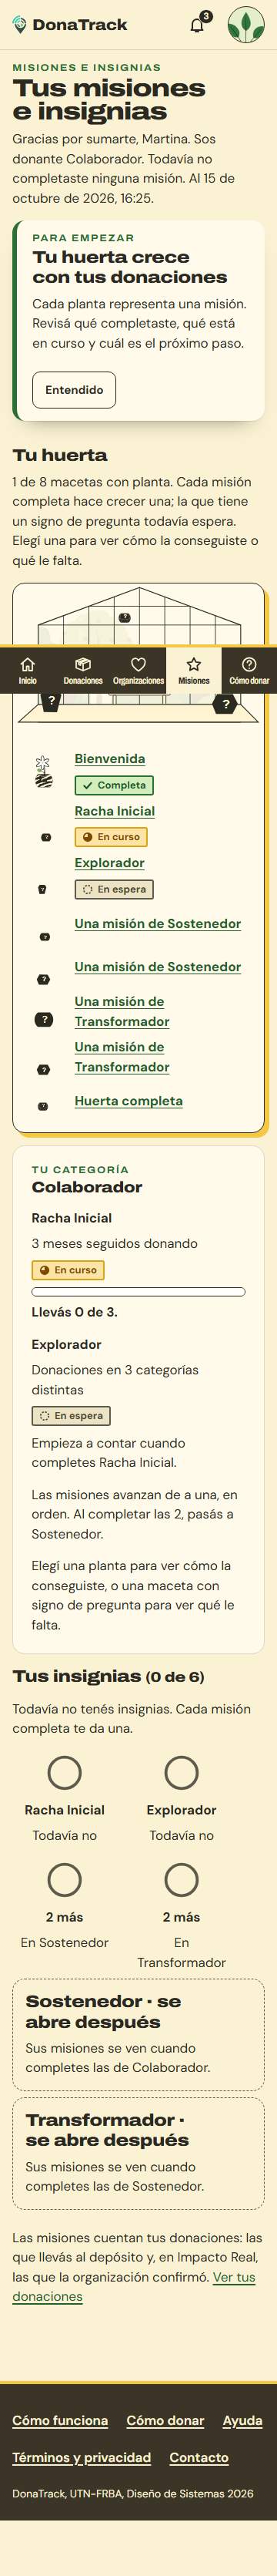 DonaTrack
3
MISIONES E INSIGNIAS
Tus misiones
e insignias
Gracias por sumarte, Martina. Sos
donante Colaborador. Todavía no
completaste ninguna misión. Al 15 de
octubre de 2026, 16:25.
PARA EMPEZAR
Tu huerta crece
con tus donaciones
Cada planta representa una misión.
Revisá qué completaste, qué está
en curso y cuál es el próximo paso.
Entendido
Tu huerta
1 de 8 macetas con planta. Cada misión
completa hace crecer una; la que tiene
un signo de pregunta todavía espera.
Elegí una para ver cómo la conseguiste o
qué le falta.
?
Inicio
Donaciones
Organizaciones
Misiones
Cómo donar
?
?
Bienvenida
Completa
Racha Inicial
?
En curso
Explorador
?
En espera
Una misión de Sostenedor
?
Una misión de Sostenedor
?
Una misión de
Transformador
?
Una misión de
Transformador
?
Huerta completa
?
TU CATEGORÍA
Colaborador
Racha Inicial
3 meses seguidos donando
En curso
Llevás 0 de 3.
Explorador
Donaciones en 3 categorías
distintas
En espera
Empieza a contar cuando
completes Racha Inicial.
Las misiones avanzan de a una, en
orden. Al completar las 2, pasás a
Sostenedor.
Elegí una planta para ver cómo la
conseguiste, o una maceta con
signo de pregunta para ver qué le
falta.
Tus insignias (0 de 6)
Todavía no tenés insignias. Cada misión
completa te da una.
Racha Inicial
Todavía no
Explorador
Todavía no
2 más
En Sostenedor
2 más
En
Transformador
Sostenedor · se
abre después
Sus misiones se ven cuando
completes las de Colaborador.
Transformador ·
se abre después
Sus misiones se ven cuando
completes las de Sostenedor.
Las misiones cuentan tus donaciones: las
que llevás al depósito y, en Impacto Real,
las que la organización confirmó. Ver tus
donaciones
Cómo funciona
Cómo donar
Ayuda
Términos y privacidad
Contacto
DonaTrack, UTN-FRBA, Diseño de Sistemas 2026